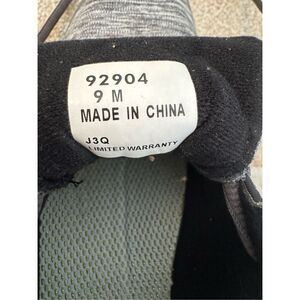 92904
9 M
MADE IN CHINA
J3Q
LIMITED WARRANTY